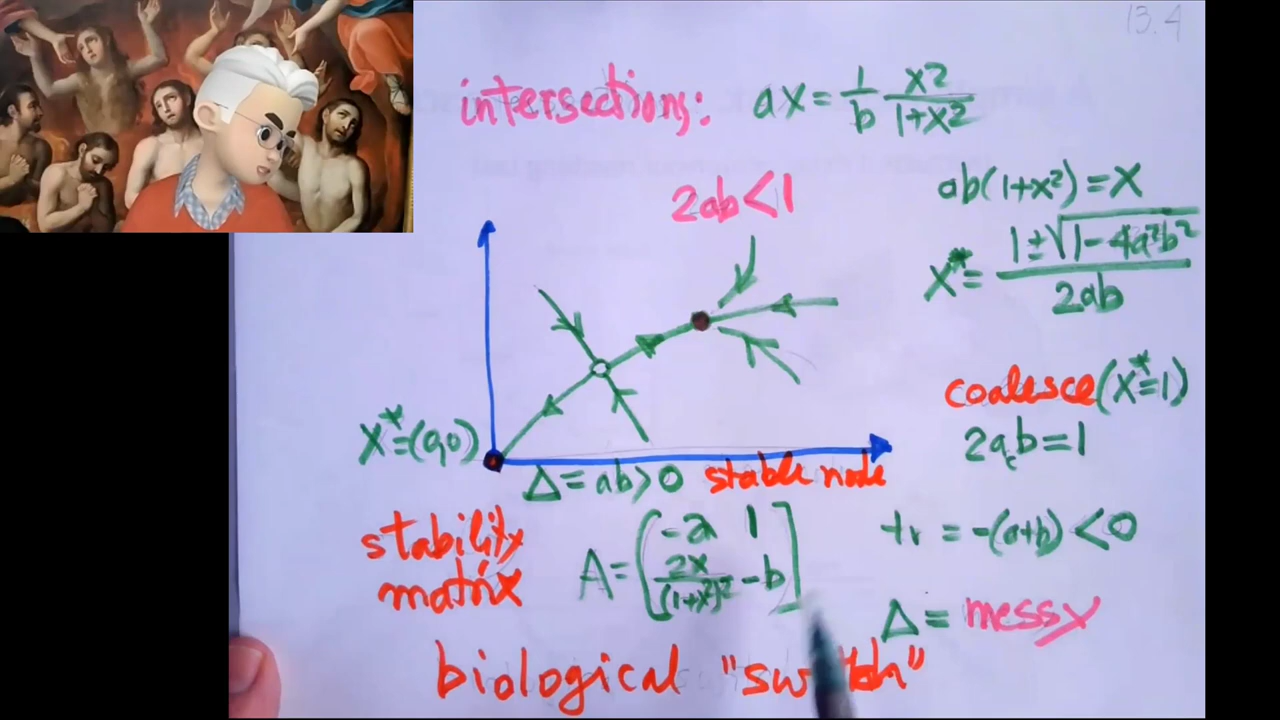 13.4
intersections: ax = 1/b x2/1+x2
2ab<1
ab(1+x²)=x
x*= 1±√1-4a²b²/2ab
coalesce (x*=1)
2a_cb=1
x*=(0,0)
Δ= ab>0 stable node
stability matrix
A= [-a 1
2x/(1+x²)² -b]
tr = -(a+b) <0
Δ= messy
biological "switch"